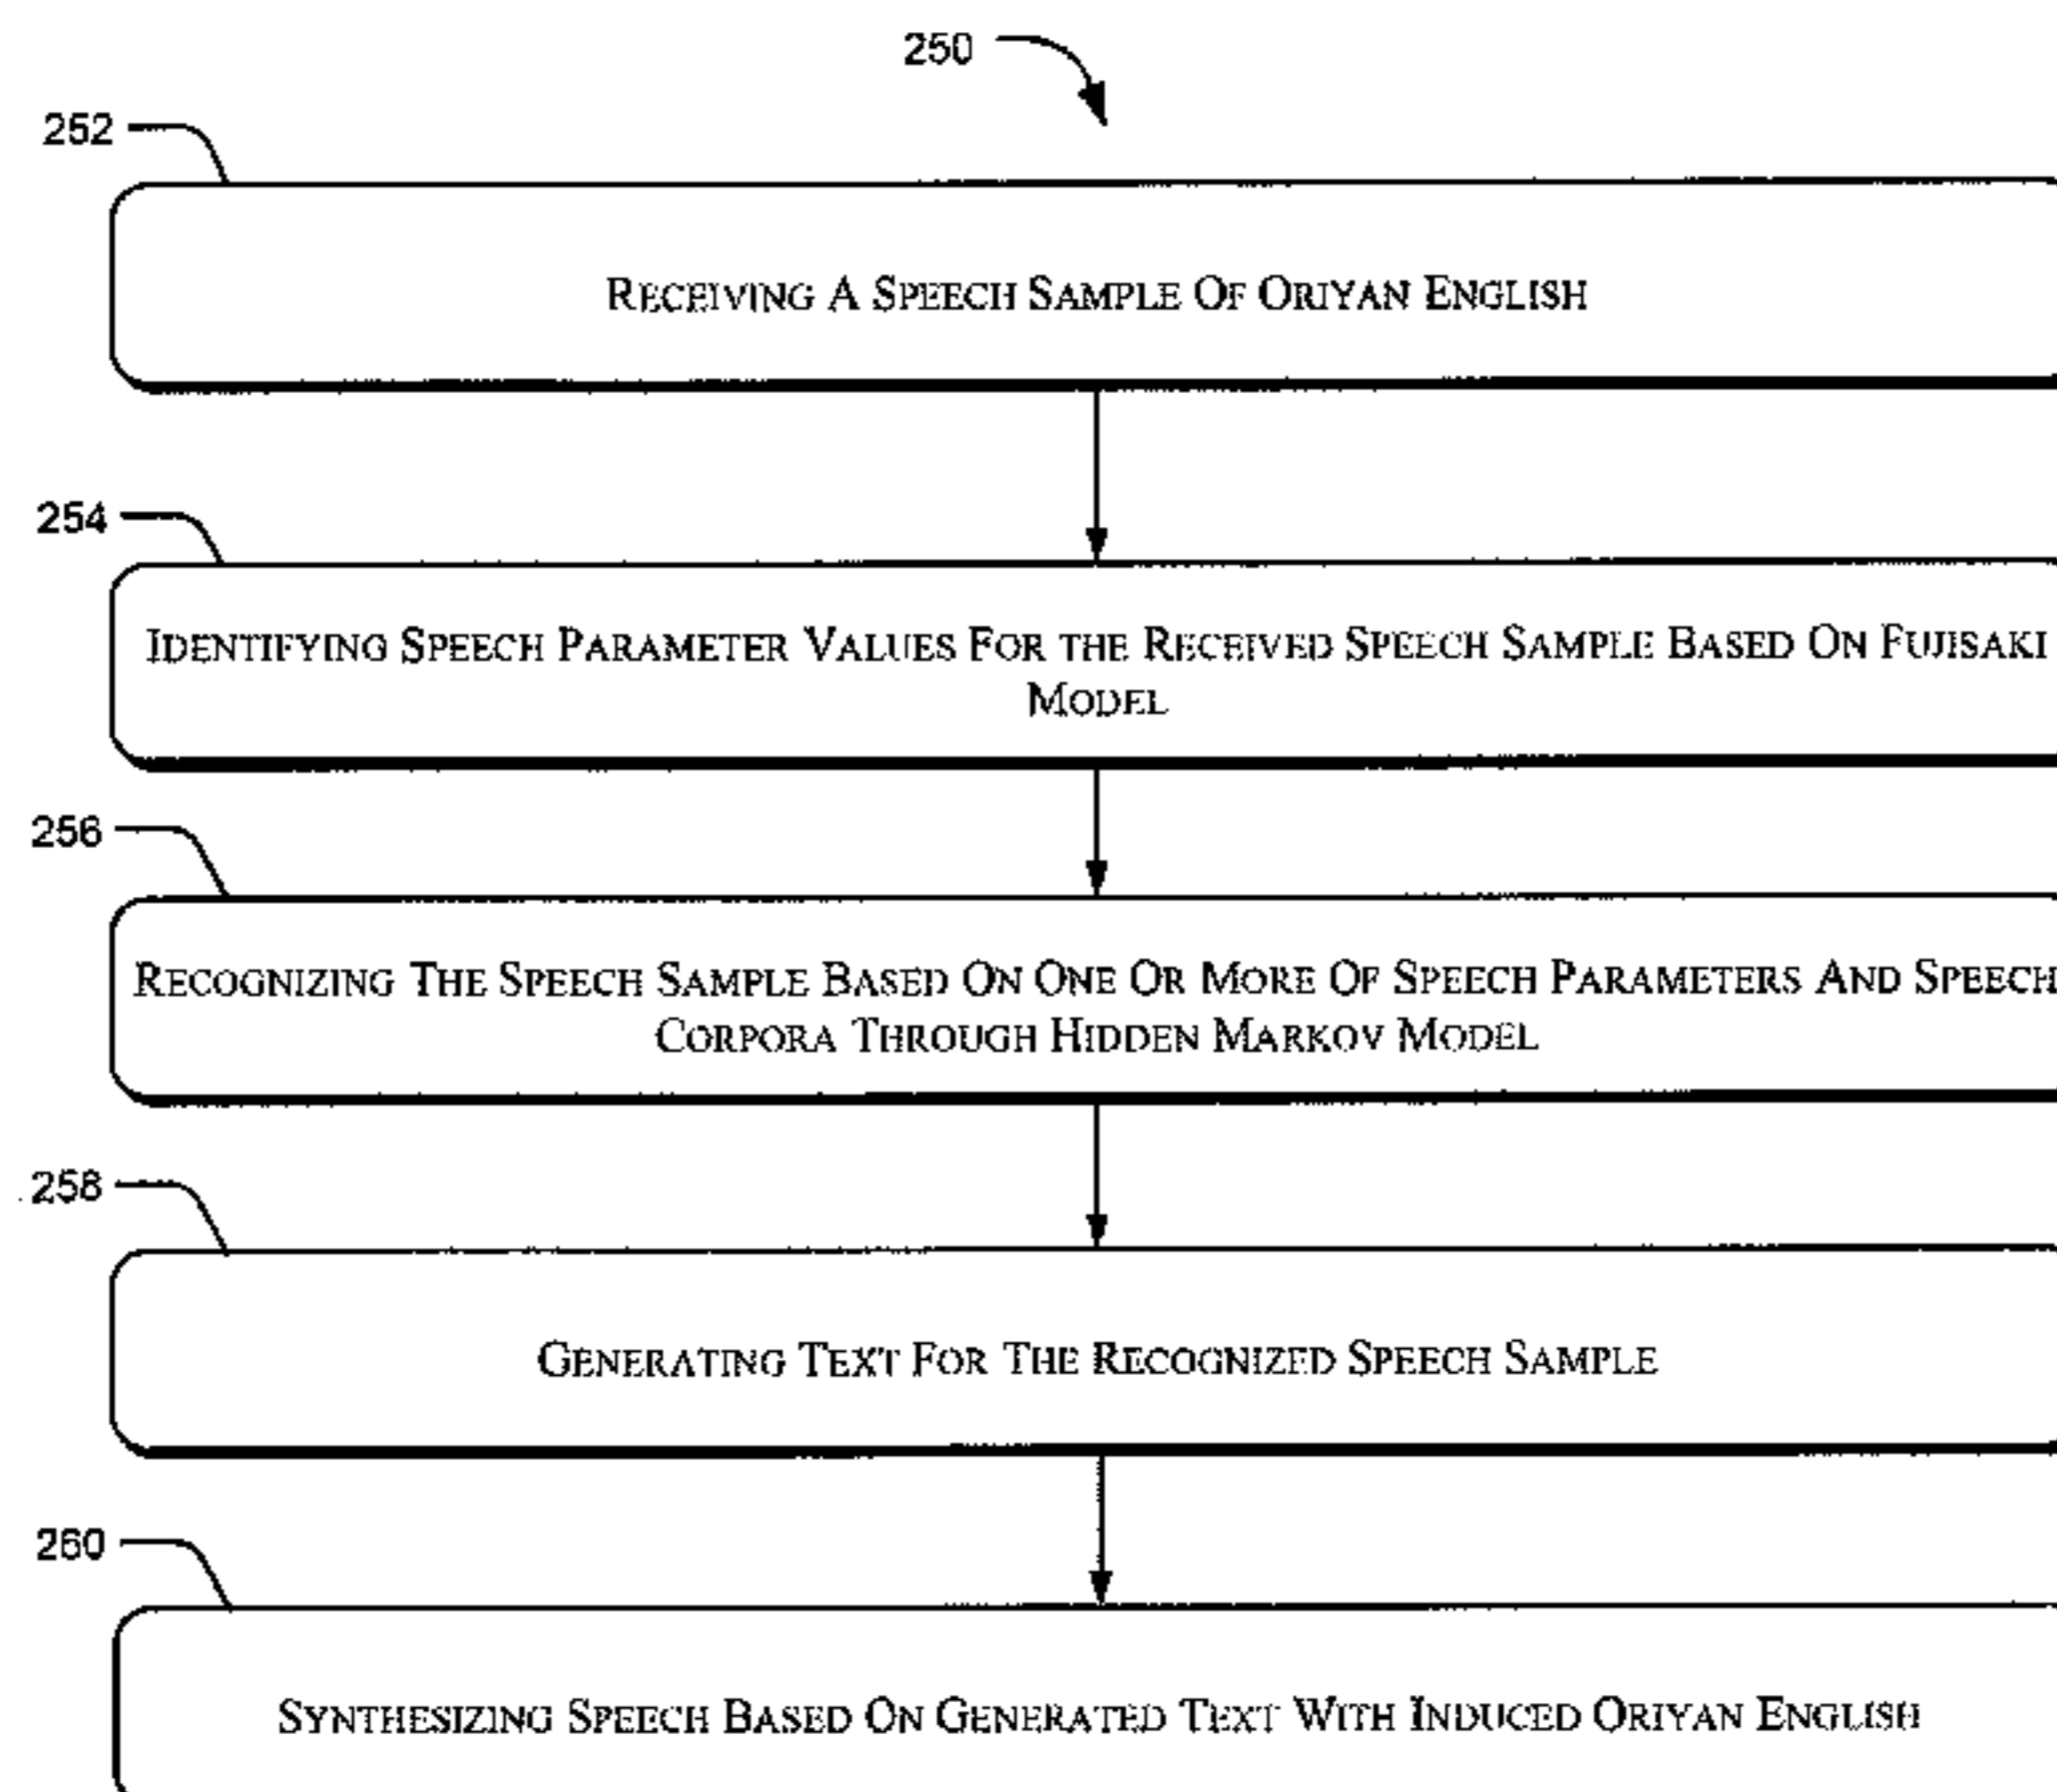 250
252
RECEIVING A SPEECH SAMPLE OF ORIYAN ENGLISH
254
IDENTIFYING SPEECH PARAMETER VALUES FOR THE RECEIVED SPEECH SAMPLE BASED ON FUJISAKI
MODEL
256
RECOGNIZING THE SPEECH SAMPLE BASED ON ONE OR MORE OF SPEECH PARAMETERS AND SPEECH
CORPORA THROUGH HIDDEN MARKOV MODEL
258
GENERATING TEXT FOR THE RECOGNIZED SPEECH SAMPLE
260
SYNTHESIZING SPEECH BASED ON GENERATED TEXT WITH INDUCED ORIYAN ENGLISH